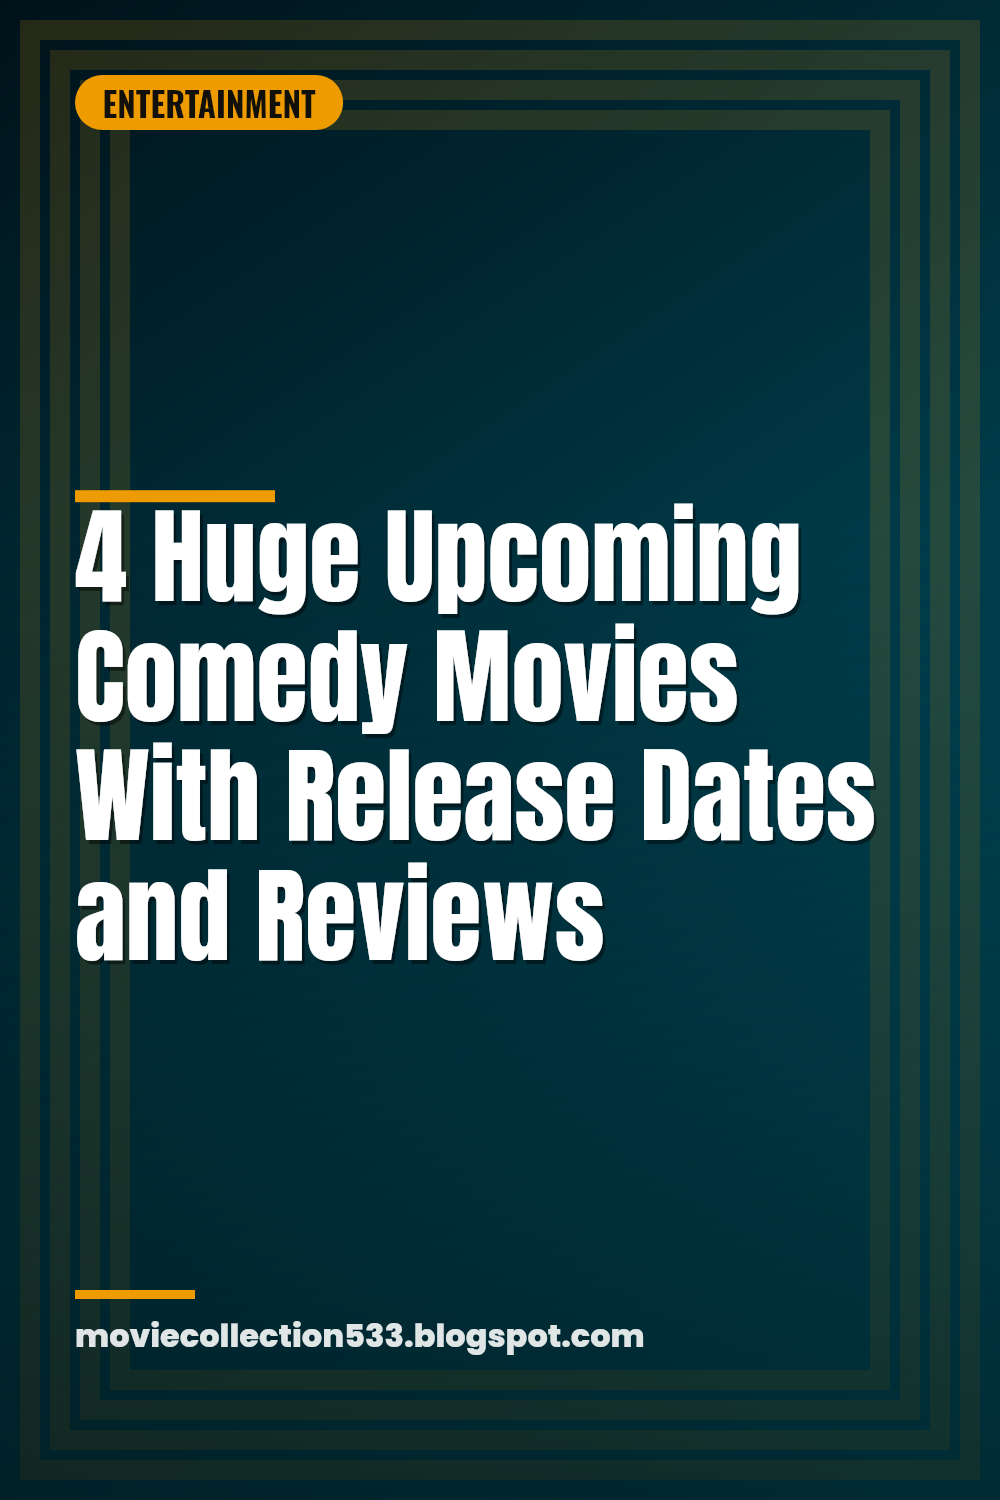 ENTERTAINMENT
4 Huge Upcoming
Comedy Movies
With Release Dates
and Reviews
moviecollection533.blogspot.com